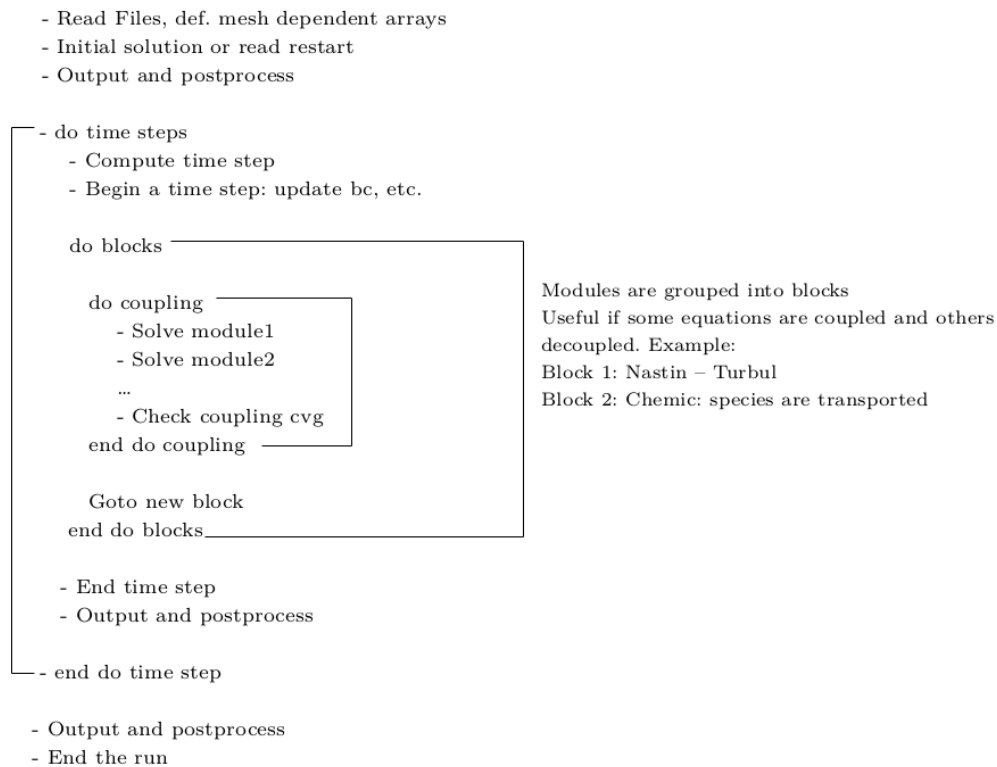 - Read Files, def. mesh dependent arrays
- Initial solution or read restart
- Output and postprocess
- do time steps
- Compute time step
- Begin a time step: update bc, etc.
do blocks
do coupling
- Solve module1
- Solve module2
...
- Check coupling cvg
end do coupling
Goto new block
end do blocks
Modules are grouped into blocks
Useful if some equations are coupled and others
decoupled. Example:
Block 1: Nastin – Turbul
Block 2: Chemic: species are transported
- End time step
- Output and postprocess
- end do time step
- Output and postprocess
- End the run